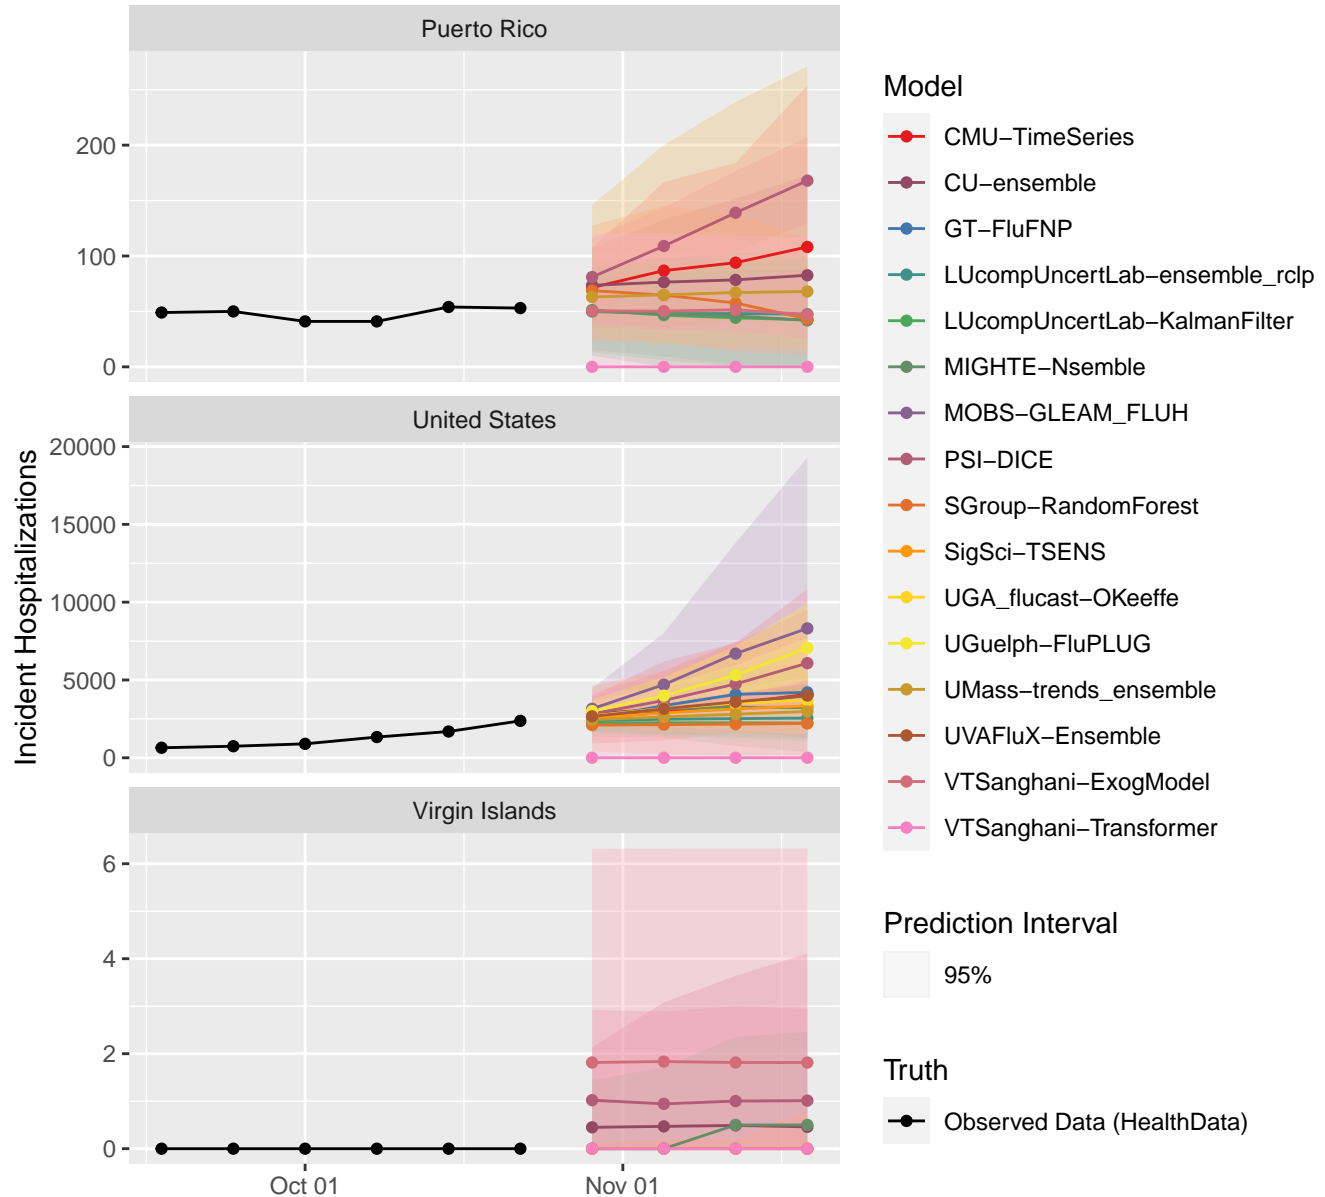 Puerto Rico
200
100
0
United States
20000
15000
10000
5000
0
Virgin Islands
6
4
2
0
Oct 01
Nov 01
Incident Hospitalizations
Model
CMU−TimeSeries
CU−ensemble
GT−FluFNP
LUcompUncertLab−ensemble_rclp
LUcompUncertLab−KalmanFilter
MIGHTE−Nsemble
MOBS−GLEAM_FLUH
PSI−DICE
SGroup−RandomForest
SigSci−TSENS
UGA_flucast−OKeeffe
UGuelph−FluPLUG
UMass−trends_ensemble
UVAFluX−Ensemble
VTSanghani−ExogModel
VTSanghani−Transformer
Prediction Interval
95%
Truth
Observed Data (HealthData)